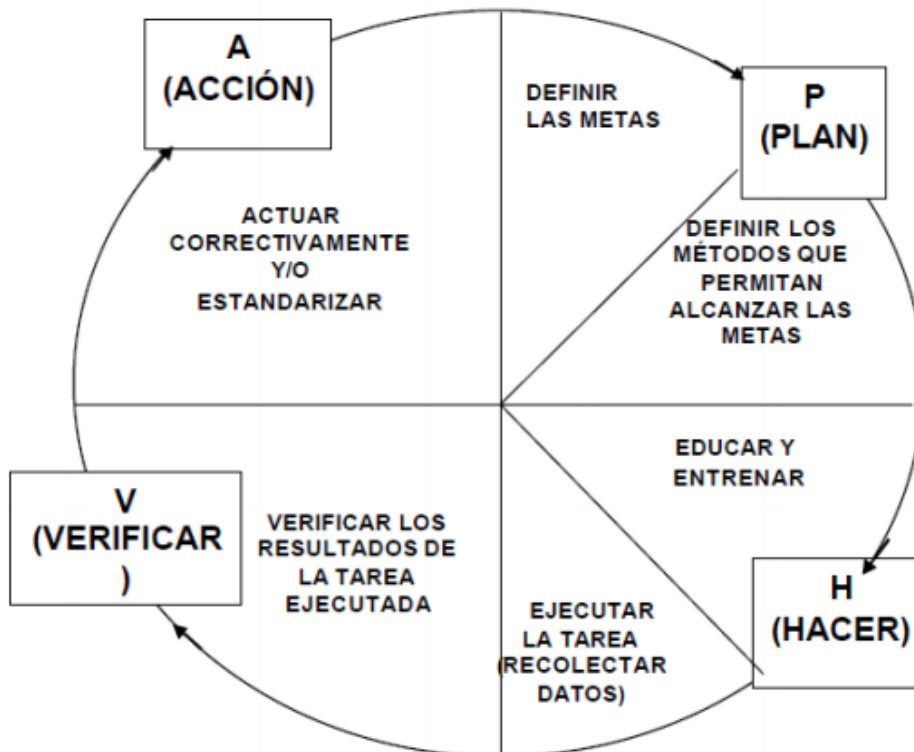 A
(ACCIÓN)
P
(PLAN)
DEFINIR
LAS METAS
ACTUAR
CORRECTIVAMENTE
Y/O
ESTANDARIZAR
DEFINIR LOS
MÉTODOS QUE
PERMITAN
ALCANZAR LAS
METAS
EDUCAR Y
ENTRENAR
V
(VERIFICAR
)
VERIFICAR LOS
RESULTADOS DE
LA TAREA
EJECUTADA
EJECUTAR
LA TAREA
(RECOLECTAR
DATOS)
H
(HACER)